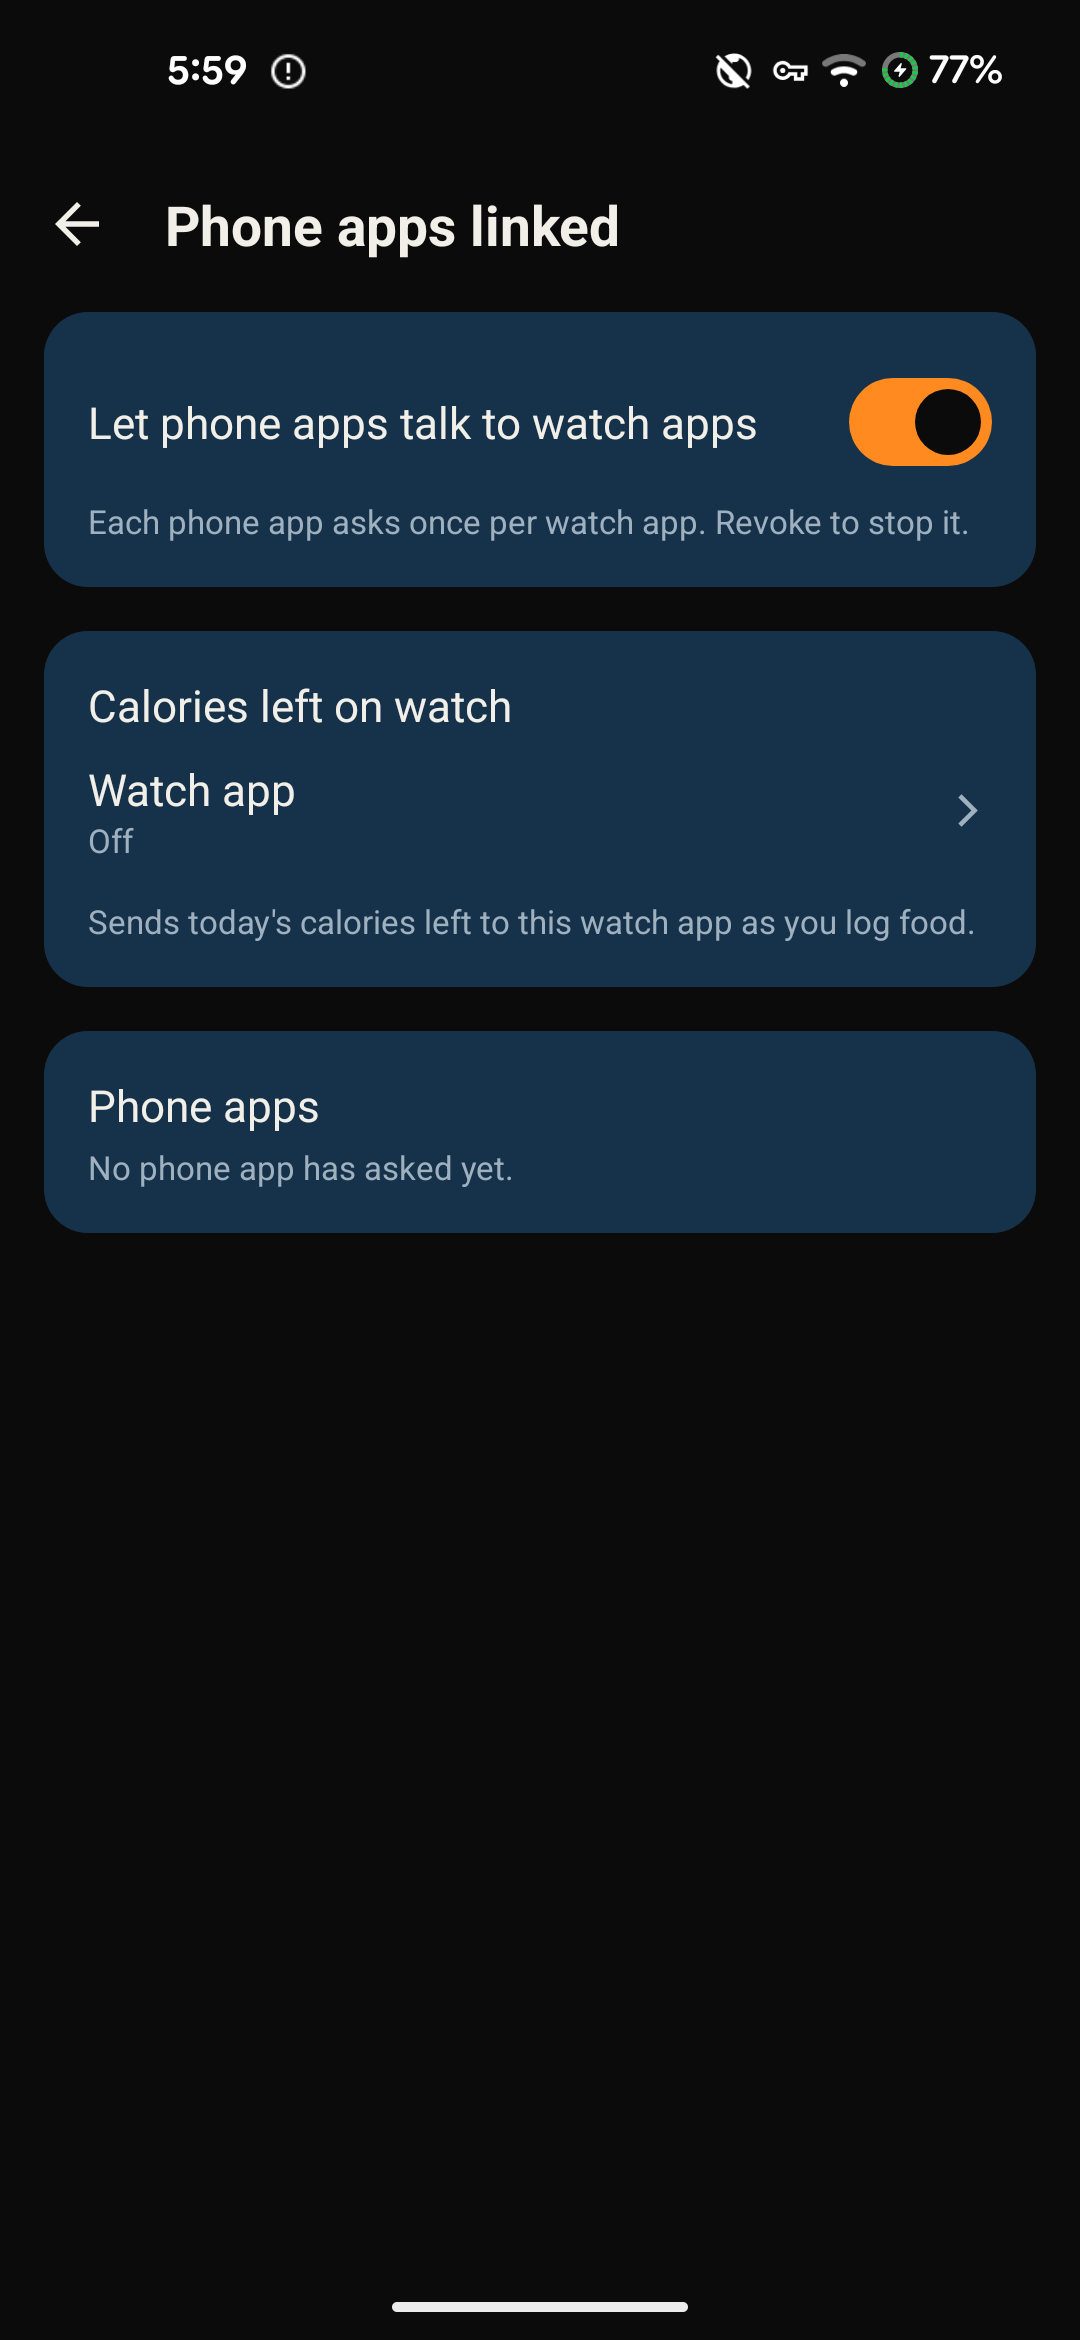 5:59
77%
Phone apps linked
Let phone apps talk to watch apps
Each phone app asks once per watch app. Revoke to stop it.
Calories left on watch
Watch app
Off
Sends today's calories left to this watch app as you log food.
Phone apps
No phone app has asked yet.